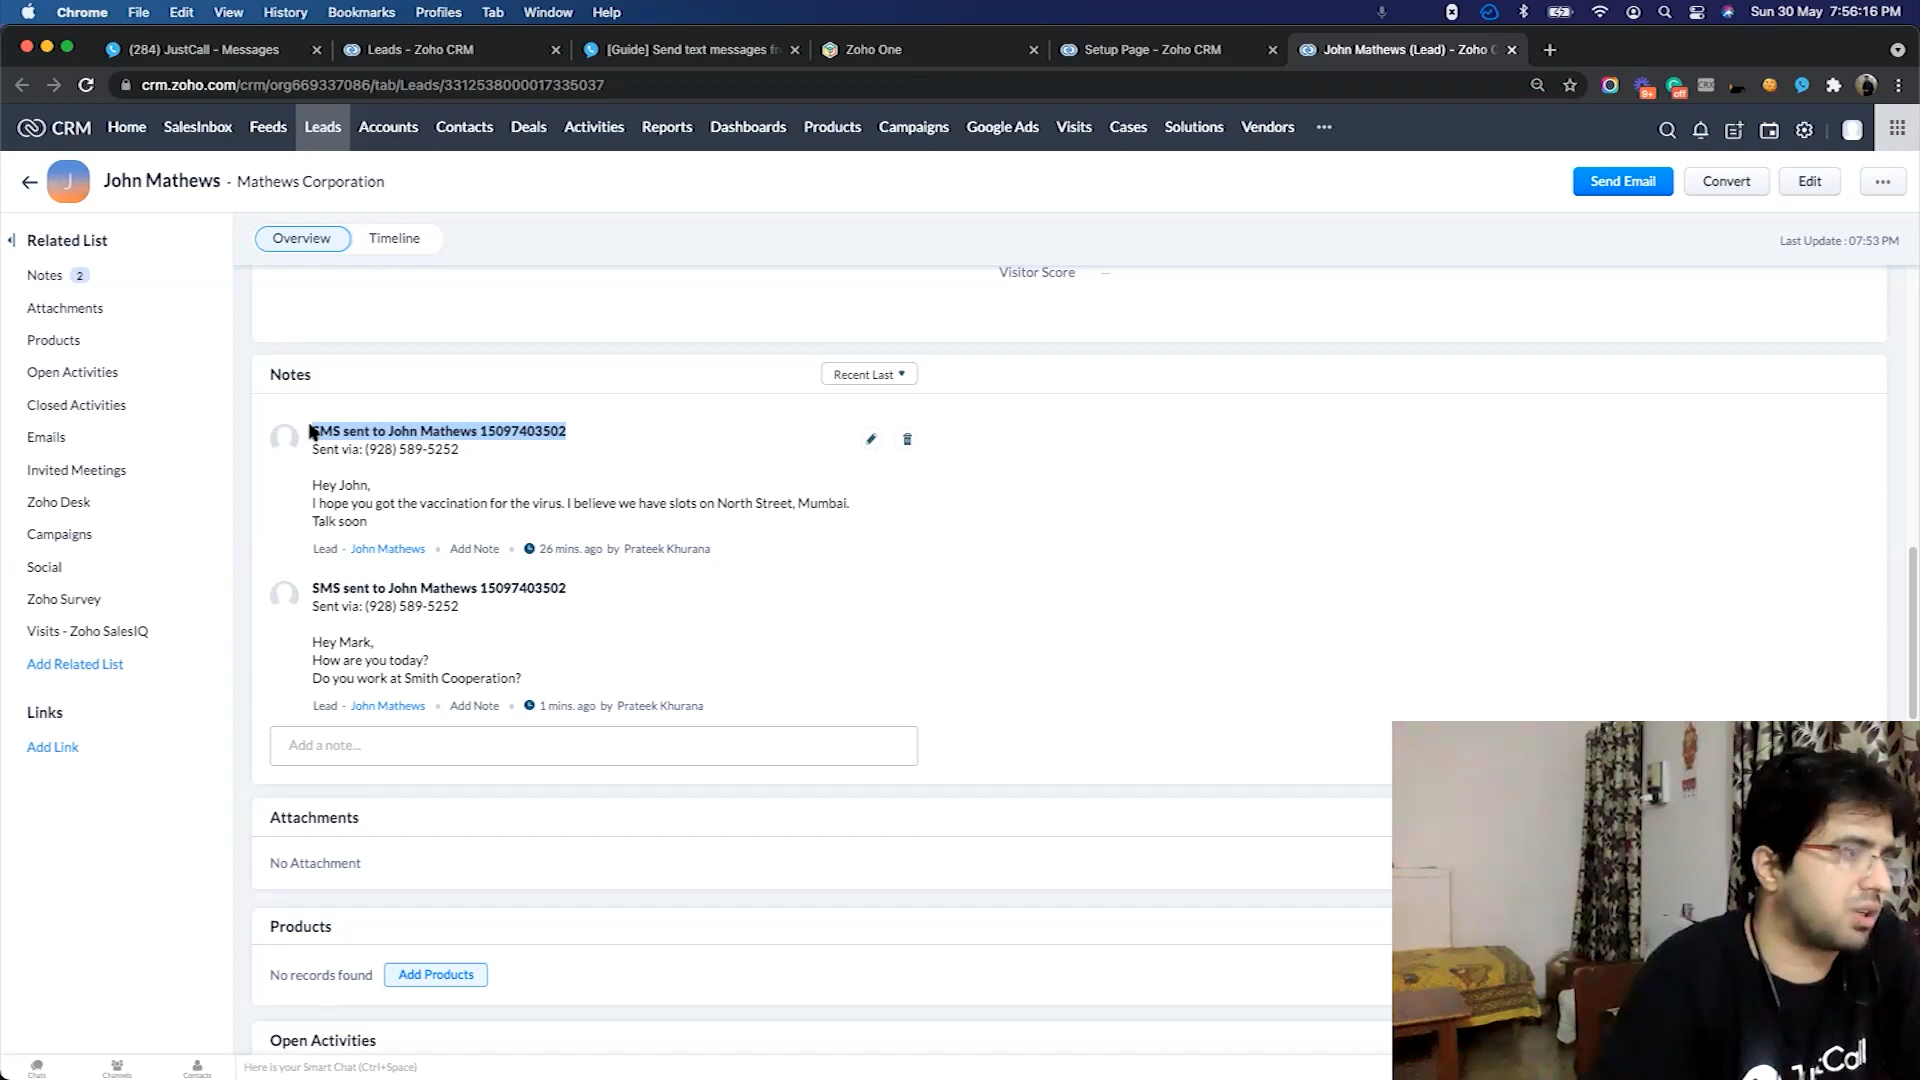 Chrome File Edit View History Bookmarks Profiles Tab Window Help Sun 30 May 7:56:16 PM
(284) JustCall - Messages Leads - Zoho CRM [Guide] Send text messages fr Zoho One Setup Page - Zoho CRM John Mathews (Lead) - Zoho C
crm.zoho.com/crm/org669337086/tab/Leads/3312538000017335037 9+ off
CRM Home SalesInbox Feeds Leads Accounts Contacts Deals Activities Reports Dashboards Products Campaigns Google Ads Visits Cases Solutions Vendors
J John Mathews - Mathews Corporation Send Email Convert Edit
Related List
Notes 2
Attachments
Products
Open Activities
Closed Activities
Emails
Invited Meetings
Zoho Desk
Campaigns
Social
Zoho Survey
Visits - Zoho SalesIQ
Add Related List
Links
Add Link
Overview Timeline Last Update : 07:53 PM
Visitor Score —
Notes Recent Last
SMS sent to John Mathews 15097403502
Sent via: (928) 589-5252
Hey John,
I hope you got the vaccination for the virus. I believe we have slots on North Street, Mumbai.
Talk soon
Lead - John Mathews • Add Note • 26 mins. ago by Prateek Khurana
SMS sent to John Mathews 15097403502
Sent via: (928) 589-5252
Hey Mark,
How are you today?
Do you work at Smith Cooperation?
Lead - John Mathews • Add Note • 1 mins. ago by Prateek Khurana
Add a note...
Attachments
No Attachment
Products
No records found Add Products
Open Activities
Chats Channels Contacts Here is your Smart Chat (Ctrl+Space)